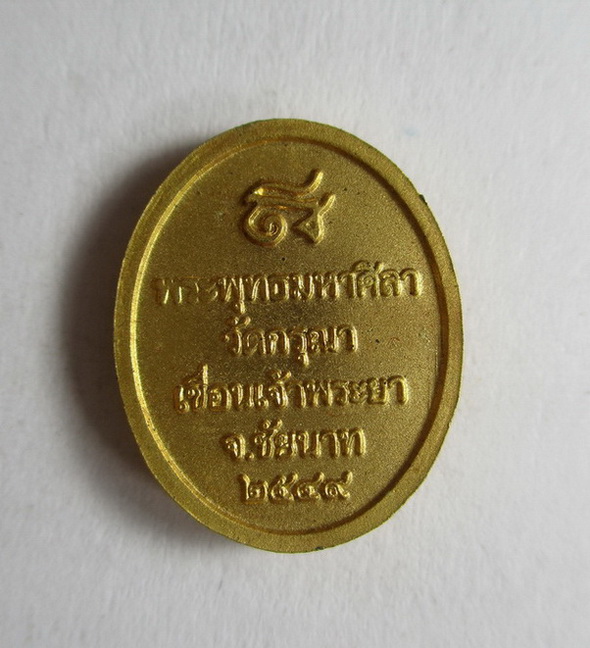 พระพุทธมหาศิลา
วัดกรุณา
เขื่อนเจ้าพระยา
จ.ชัยนาท
๒๕๔๙